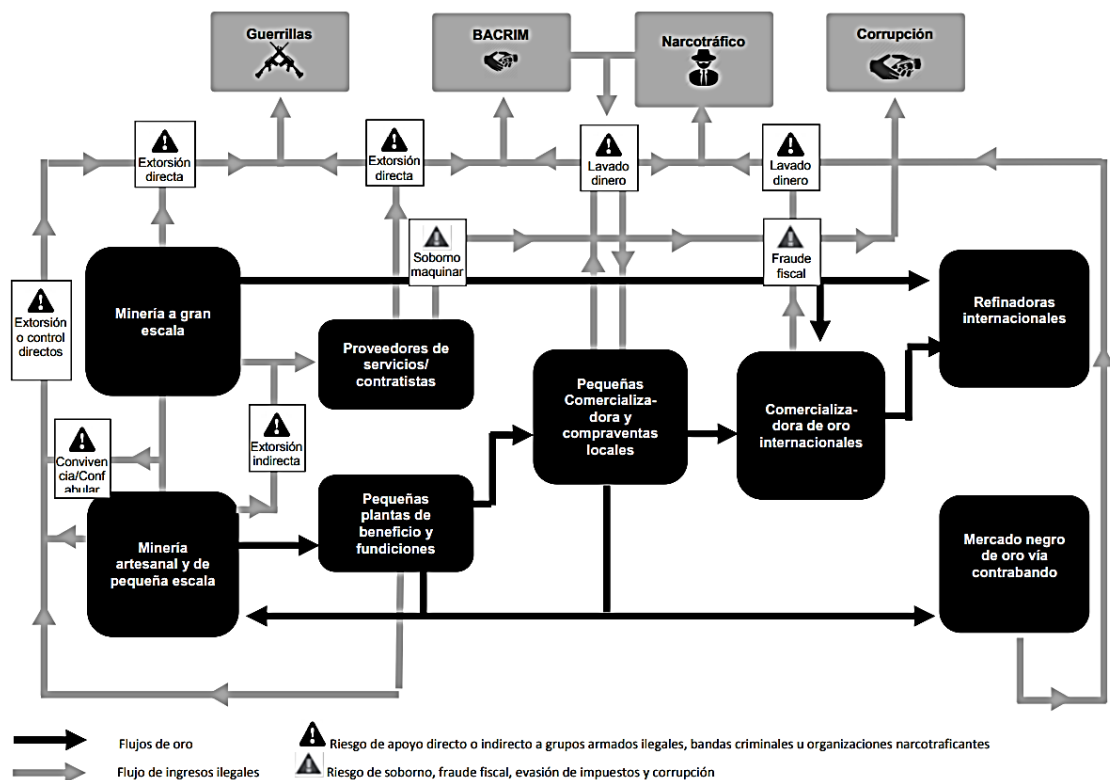 Guerrillas
BACRIM
Narcotráfico
Corrupción
Extorsión
directa
Extorsión
directa
Lavado
dinero
Lavado
dinero
Soborno
maquinar
Fraude
fiscal
Extorsión
o control
directos
Minería a gran
escala
Proveedores de
servicios/
contratistas
Refinadoras
internacionales
Pequeñas
Comercializa-
dora y
compraventas
locales
Comercializa-
dora de oro
internacionales
Conviven
cia/Conf
abular
Extorsión
indirecta
Minería
artesanal y de
pequeña escala
Pequeñas
plantas de
beneficio y
fundiciones
Mercado negro
de oro vía
contrabando
Flujos de oro
Riesgo de apoyo directo o indirecto a grupos armados ilegales, bandas criminales u organizaciones narcotraficantes
Flujo de ingresos ilegales
Riesgo de soborno, fraude fiscal, evasión de impuestos y corrupción